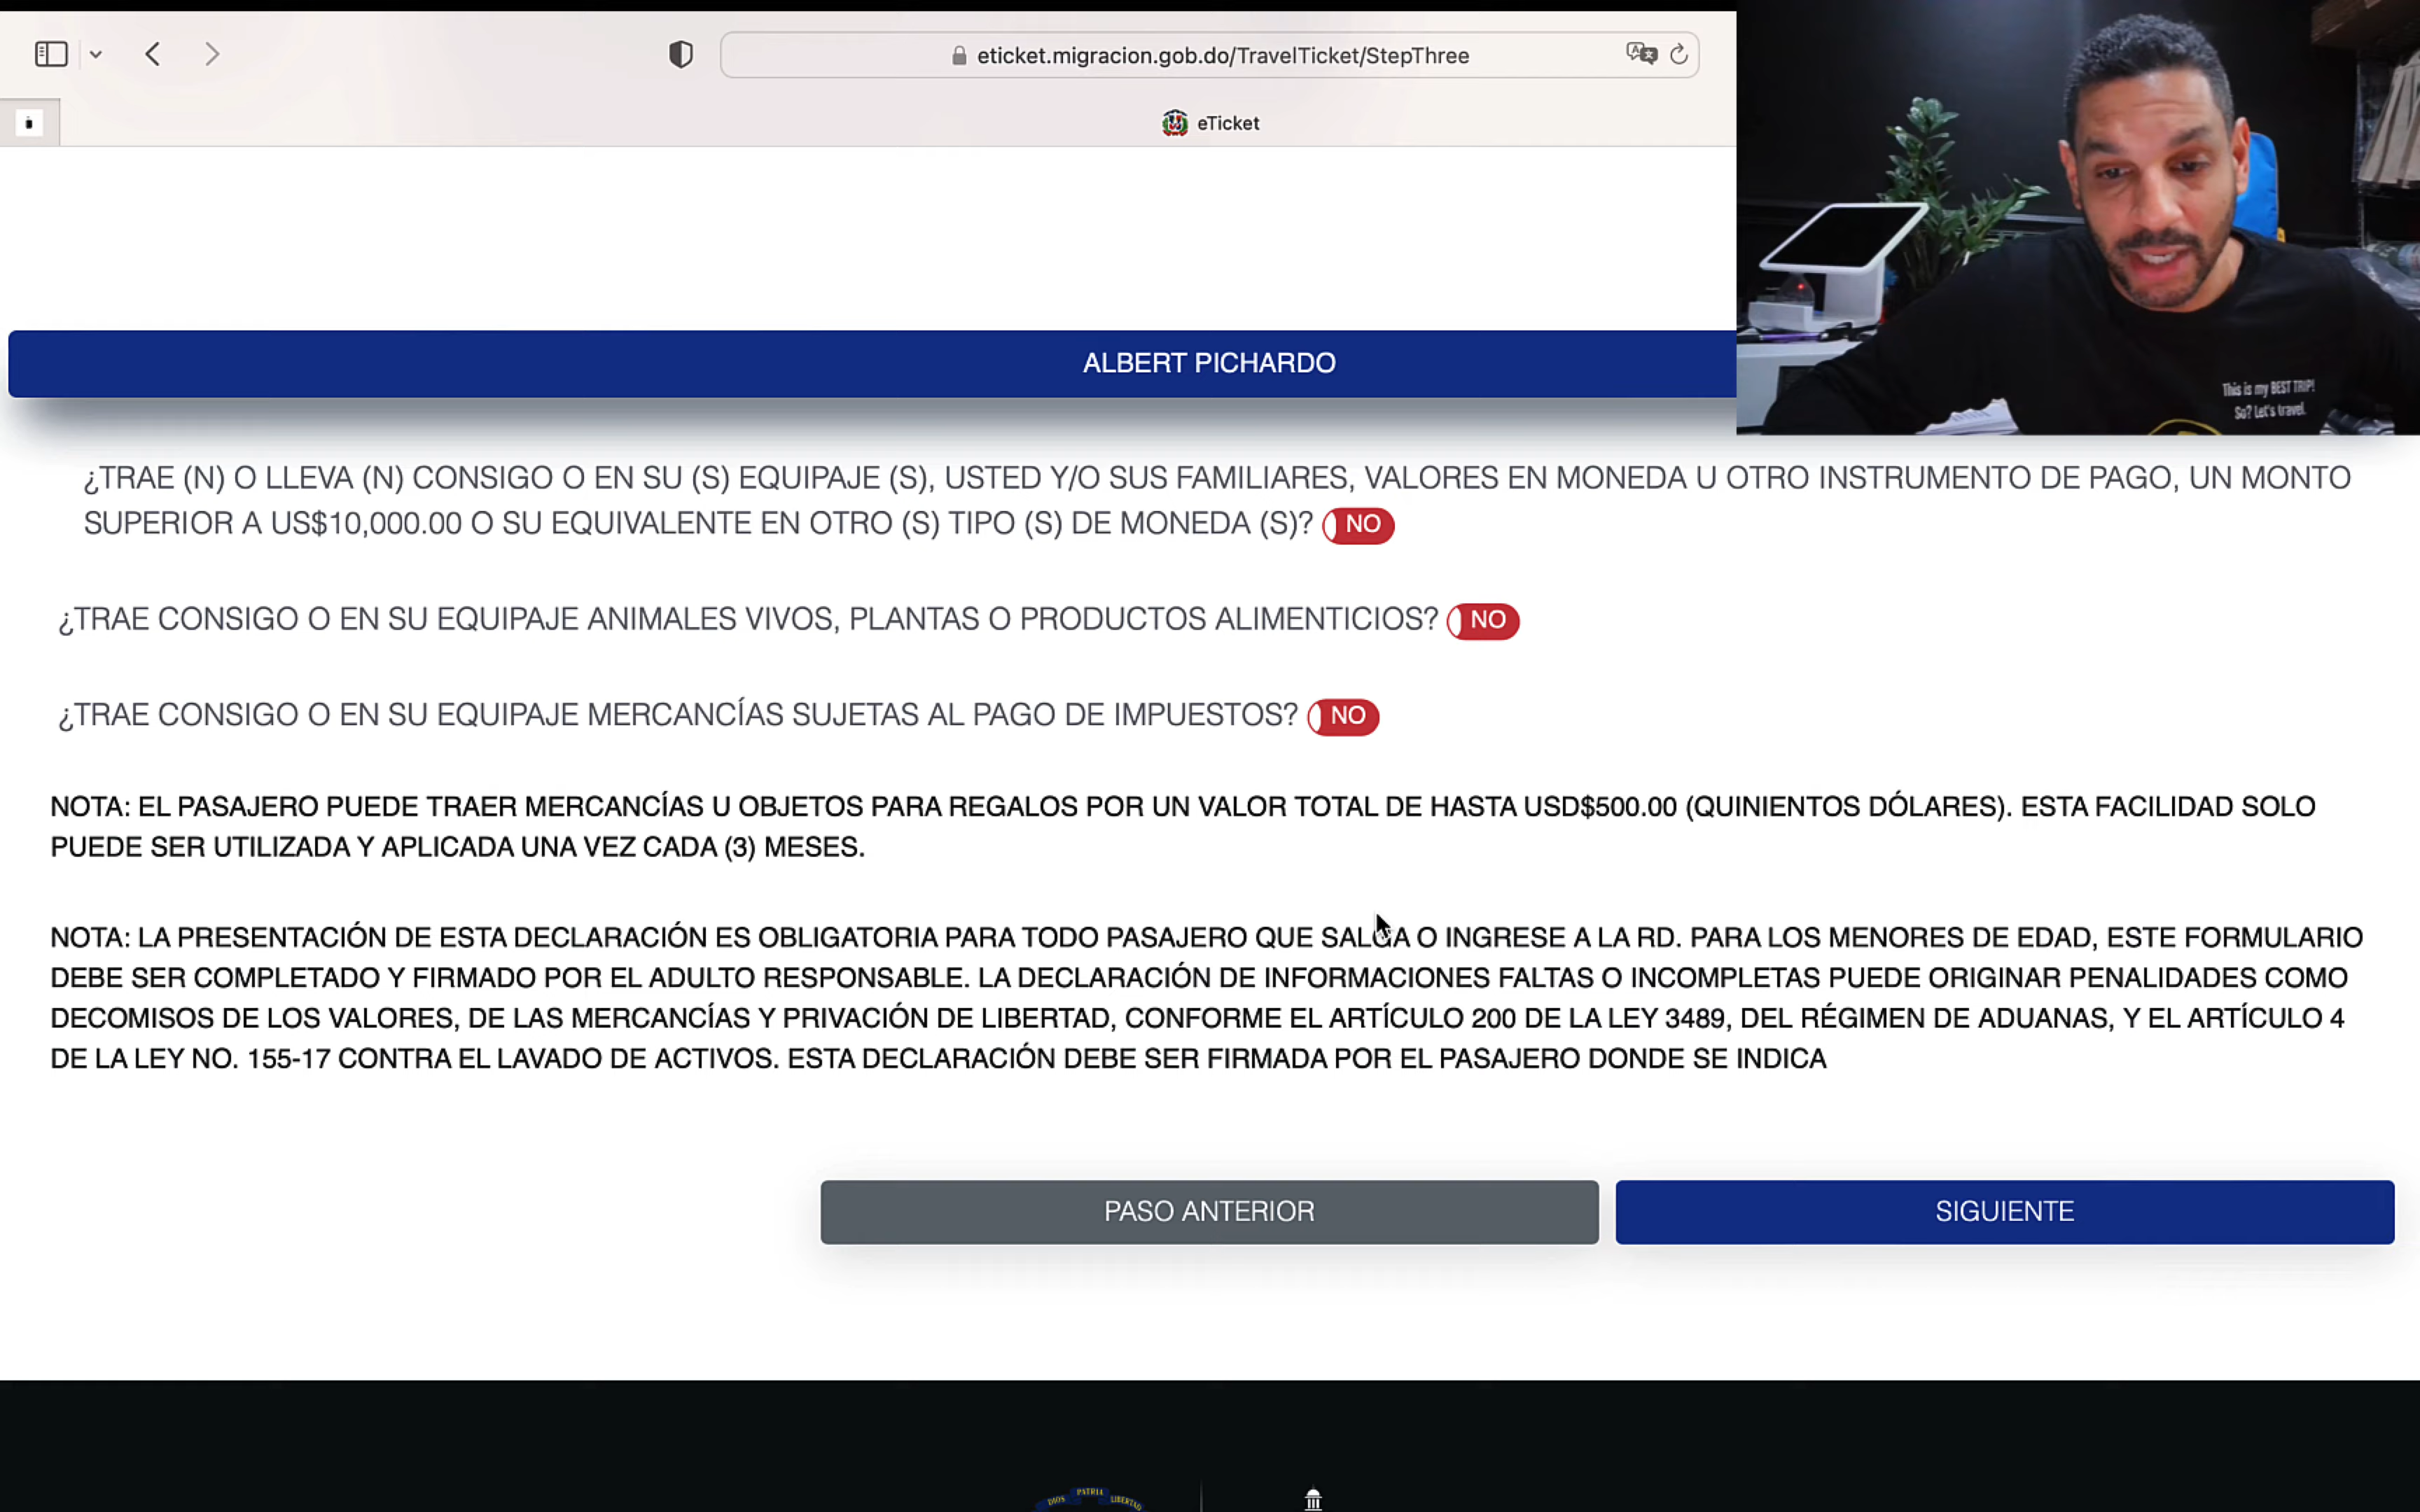 eticket.migracion.gob.do/TravelTicket/StepThree
eTicket
ALBERT PICHARDO
This is my BEST TRIP!
So? Let's travel.
¿TRAE (N) O LLEVA (N) CONSIGO O EN SU (S) EQUIPAJE (S), USTED Y/O SUS FAMILIARES, VALORES EN MONEDA U OTRO INSTRUMENTO DE PAGO, UN MONTO
SUPERIOR A US$10,000.00 O SU EQUIVALENTE EN OTRO (S) TIPO (S) DE MONEDA (S)? NO
¿TRAE CONSIGO O EN SU EQUIPAJE ANIMALES VIVOS, PLANTAS O PRODUCTOS ALIMENTICIOS? NO
¿TRAE CONSIGO O EN SU EQUIPAJE MERCANCÍAS SUJETAS AL PAGO DE IMPUESTOS? NO
NOTA: EL PASAJERO PUEDE TRAER MERCANCÍAS U OBJETOS PARA REGALOS POR UN VALOR TOTAL DE HASTA USD$500.00 (QUINIENTOS DÓLARES). ESTA FACILIDAD SOLO
PUEDE SER UTILIZADA Y APLICADA UNA VEZ CADA (3) MESES.
NOTA: LA PRESENTACIÓN DE ESTA DECLARACIÓN ES OBLIGATORIA PARA TODO PASAJERO QUE SALGA O INGRESE A LA RD. PARA LOS MENORES DE EDAD, ESTE FORMULARIO
DEBE SER COMPLETADO Y FIRMADO POR EL ADULTO RESPONSABLE. LA DECLARACIÓN DE INFORMACIONES FALTAS O INCOMPLETAS PUEDE ORIGINAR PENALIDADES COMO
DECOMISOS DE LOS VALORES, DE LAS MERCANCÍAS Y PRIVACIÓN DE LIBERTAD, CONFORME EL ARTÍCULO 200 DE LA LEY 3489, DEL RÉGIMEN DE ADUANAS, Y EL ARTÍCULO 4
DE LA LEY NO. 155-17 CONTRA EL LAVADO DE ACTIVOS. ESTA DECLARACIÓN DEBE SER FIRMADA POR EL PASAJERO DONDE SE INDICA
PASO ANTERIOR
SIGUIENTE
DIOS PATRIA LIBERTAD